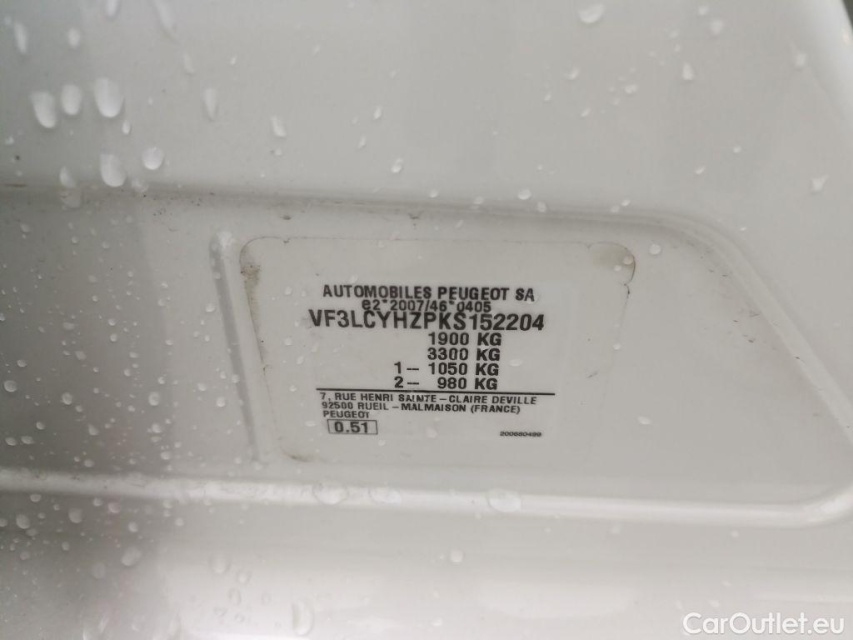 AUTOMOBILES PEUGEOT SA
e2*2007/46*0405
VF3LCYHZPKS152204
1900 KG
3300 KG
1- 1050 KG
2- 980 KG
7, RUE HENRI SAINTE-CLAIRE DEVILLE
92500 RUEIL-MALMAISON (FRANCE)
PEUGEOT
0.51
CarOutlet.eu